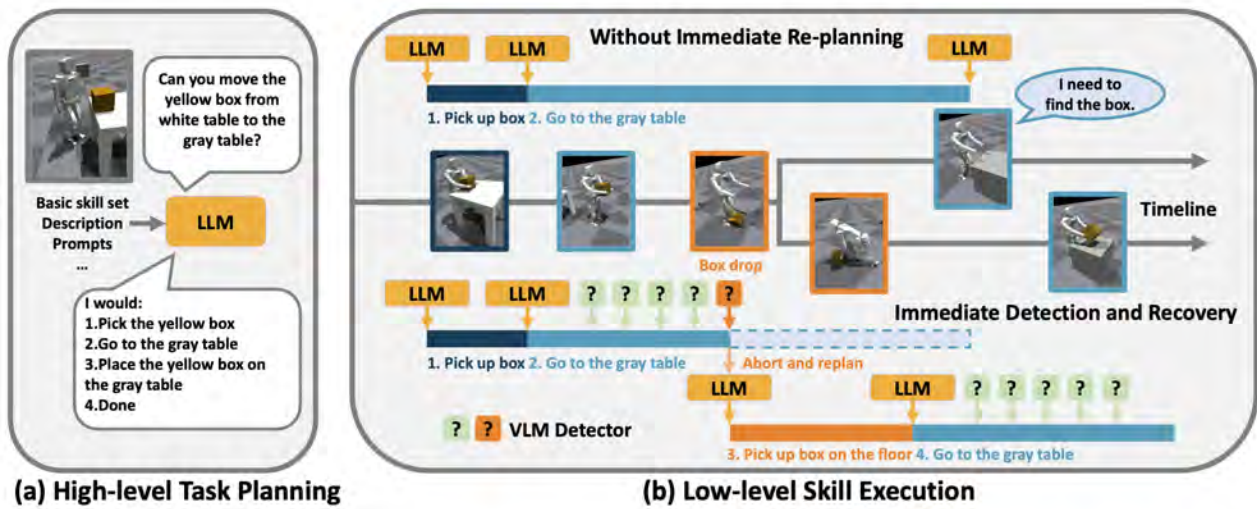 Can you move the
yellow box from
white table to the
gray table?
Basic skill set
Description
Prompts
...
LLM
I would:
1.Pick the yellow box
2.Go to the gray table
3.Place the yellow box on
the gray table
4.Done
(a) High-level Task Planning
LLM
LLM
Without Immediate Re-planning
LLM
I need to
find the box.
1. Pick up box 2. Go to the gray table
Timeline
Box drop
LLM
LLM
? ? ? ? ?
Immediate Detection and Recovery
1. Pick up box 2. Go to the gray table
Abort and replan
LLM
LLM
? ? ? ? ?
? ? VLM Detector
3. Pick up box on the floor 4. Go to the gray table
(b) Low-level Skill Execution